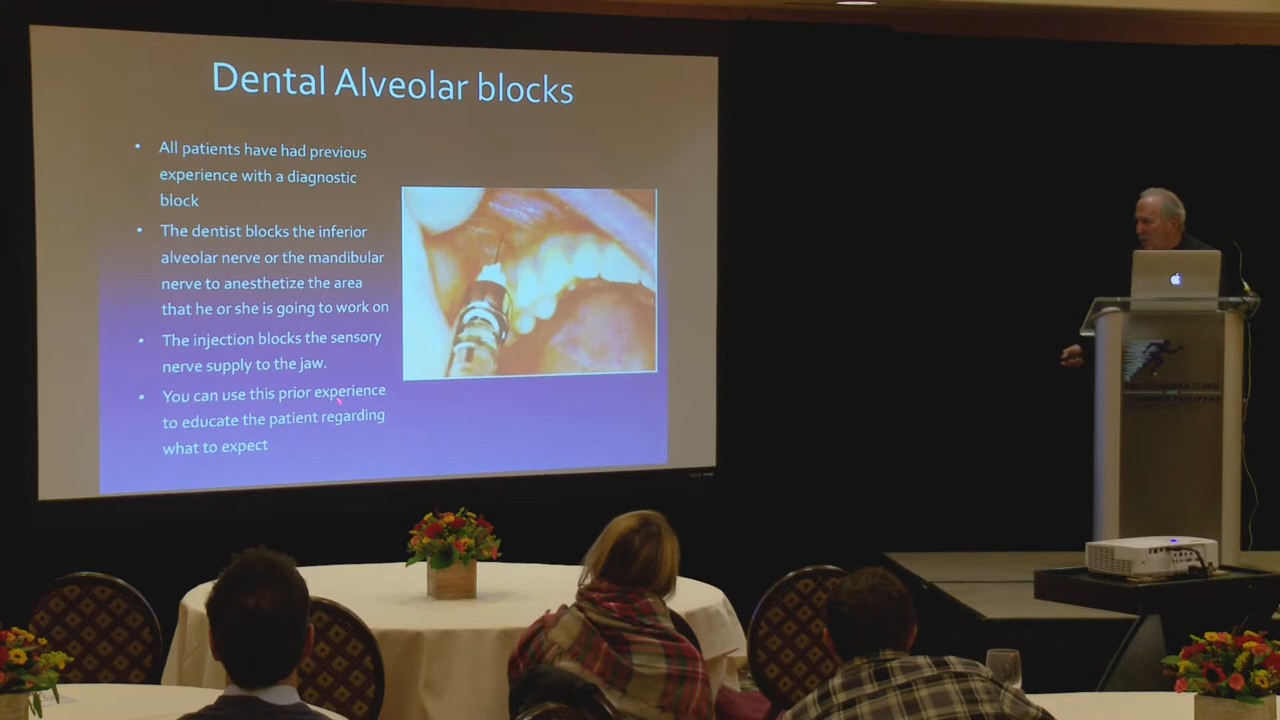 Dental Alveolar blocks
• All patients have had previous
experience with a diagnostic
block
• The dentist blocks the inferior
alveolar nerve or the mandibular
nerve to anesthetize the area
that he or she is going to work on
• The injection blocks the sensory
nerve supply to the jaw.
• You can use this prior experience
to educate the patient regarding
what to expect